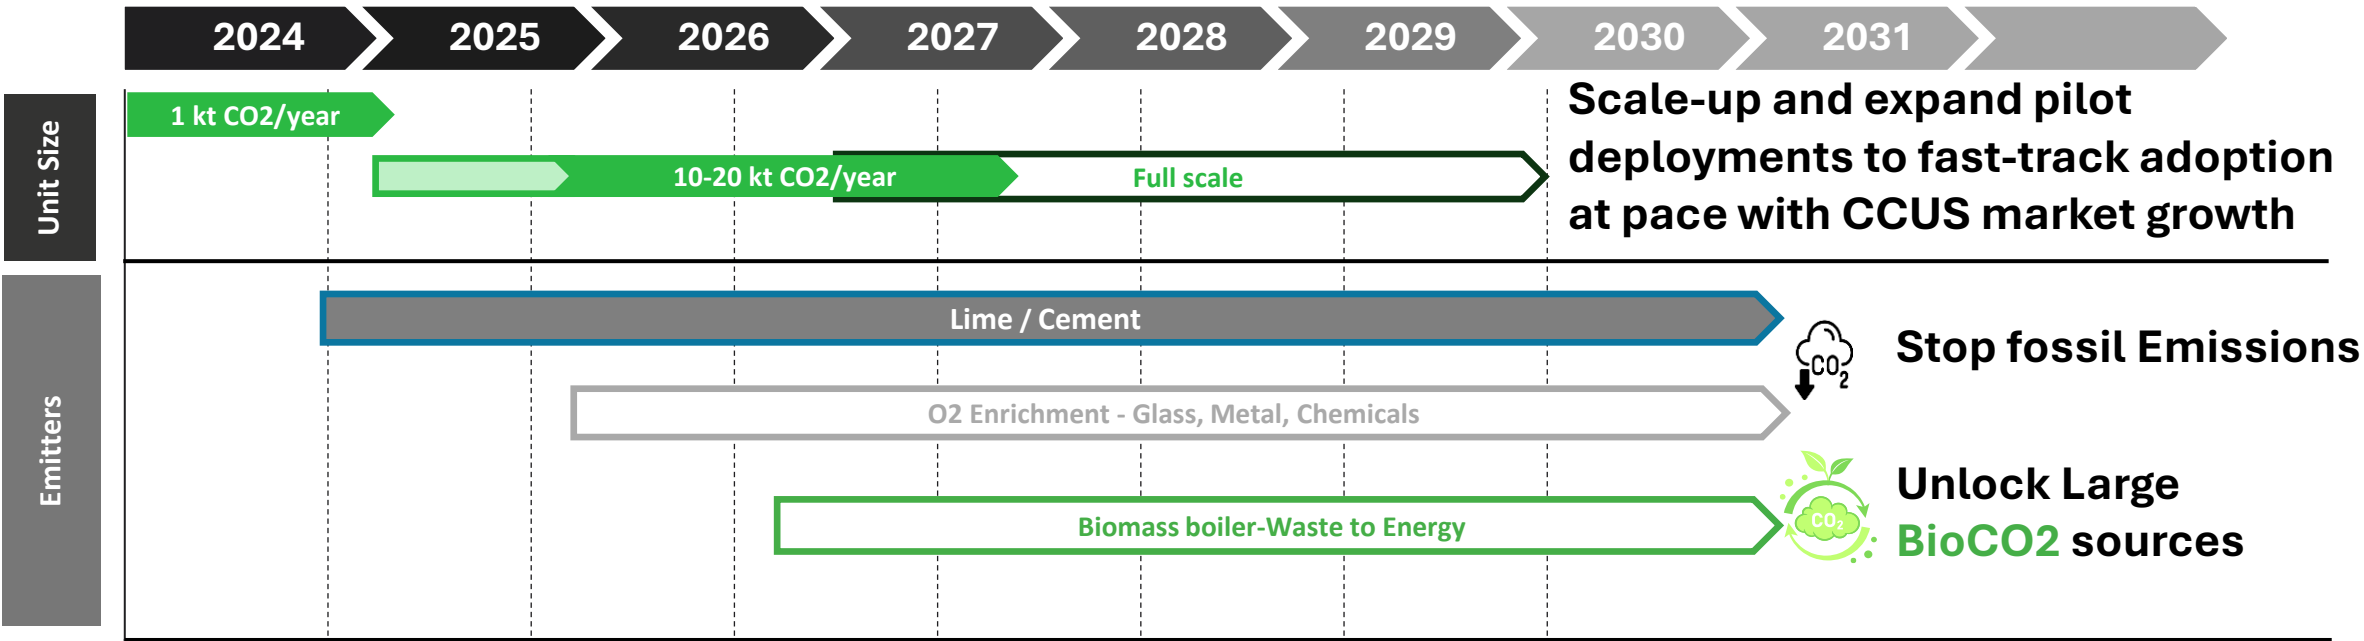 2024
2025
2026
2027
2028
2029
2030
2031
Unit Size
1 kt CO2/year
10-20 kt CO2/year
Full scale
Scale-up and expand pilot
deployments to fast-track adoption
at pace with CCUS market growth
Emitters
Lime / Cement
CO2
Stop fossil Emissions
O2 Enrichment - Glass, Metal, Chemicals
Biomass boiler-Waste to Energy
CO2
Unlock Large
BioCO2 sources